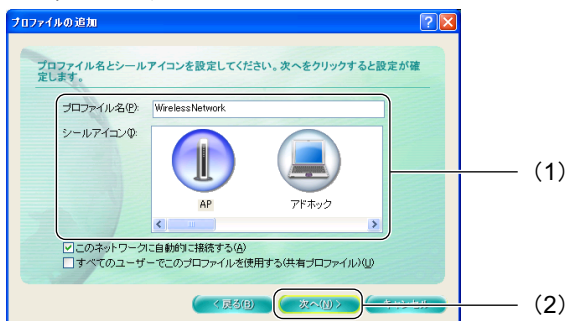 プロファイルの追加
プロファイル名とシールアイコンを設定してください。次へをクリックすると設定が確
定します。
プロファイル名(P):
WirelessNetwork
シールアイコン(I):
AP
アドホック
(1)
このネットワークに自動的に接続する(A)
すべてのユーザーでこのプロファイルを使用する(共有プロファイル)(U)
< 戻る(B)
次へ(N) >
キャンセル
(2)